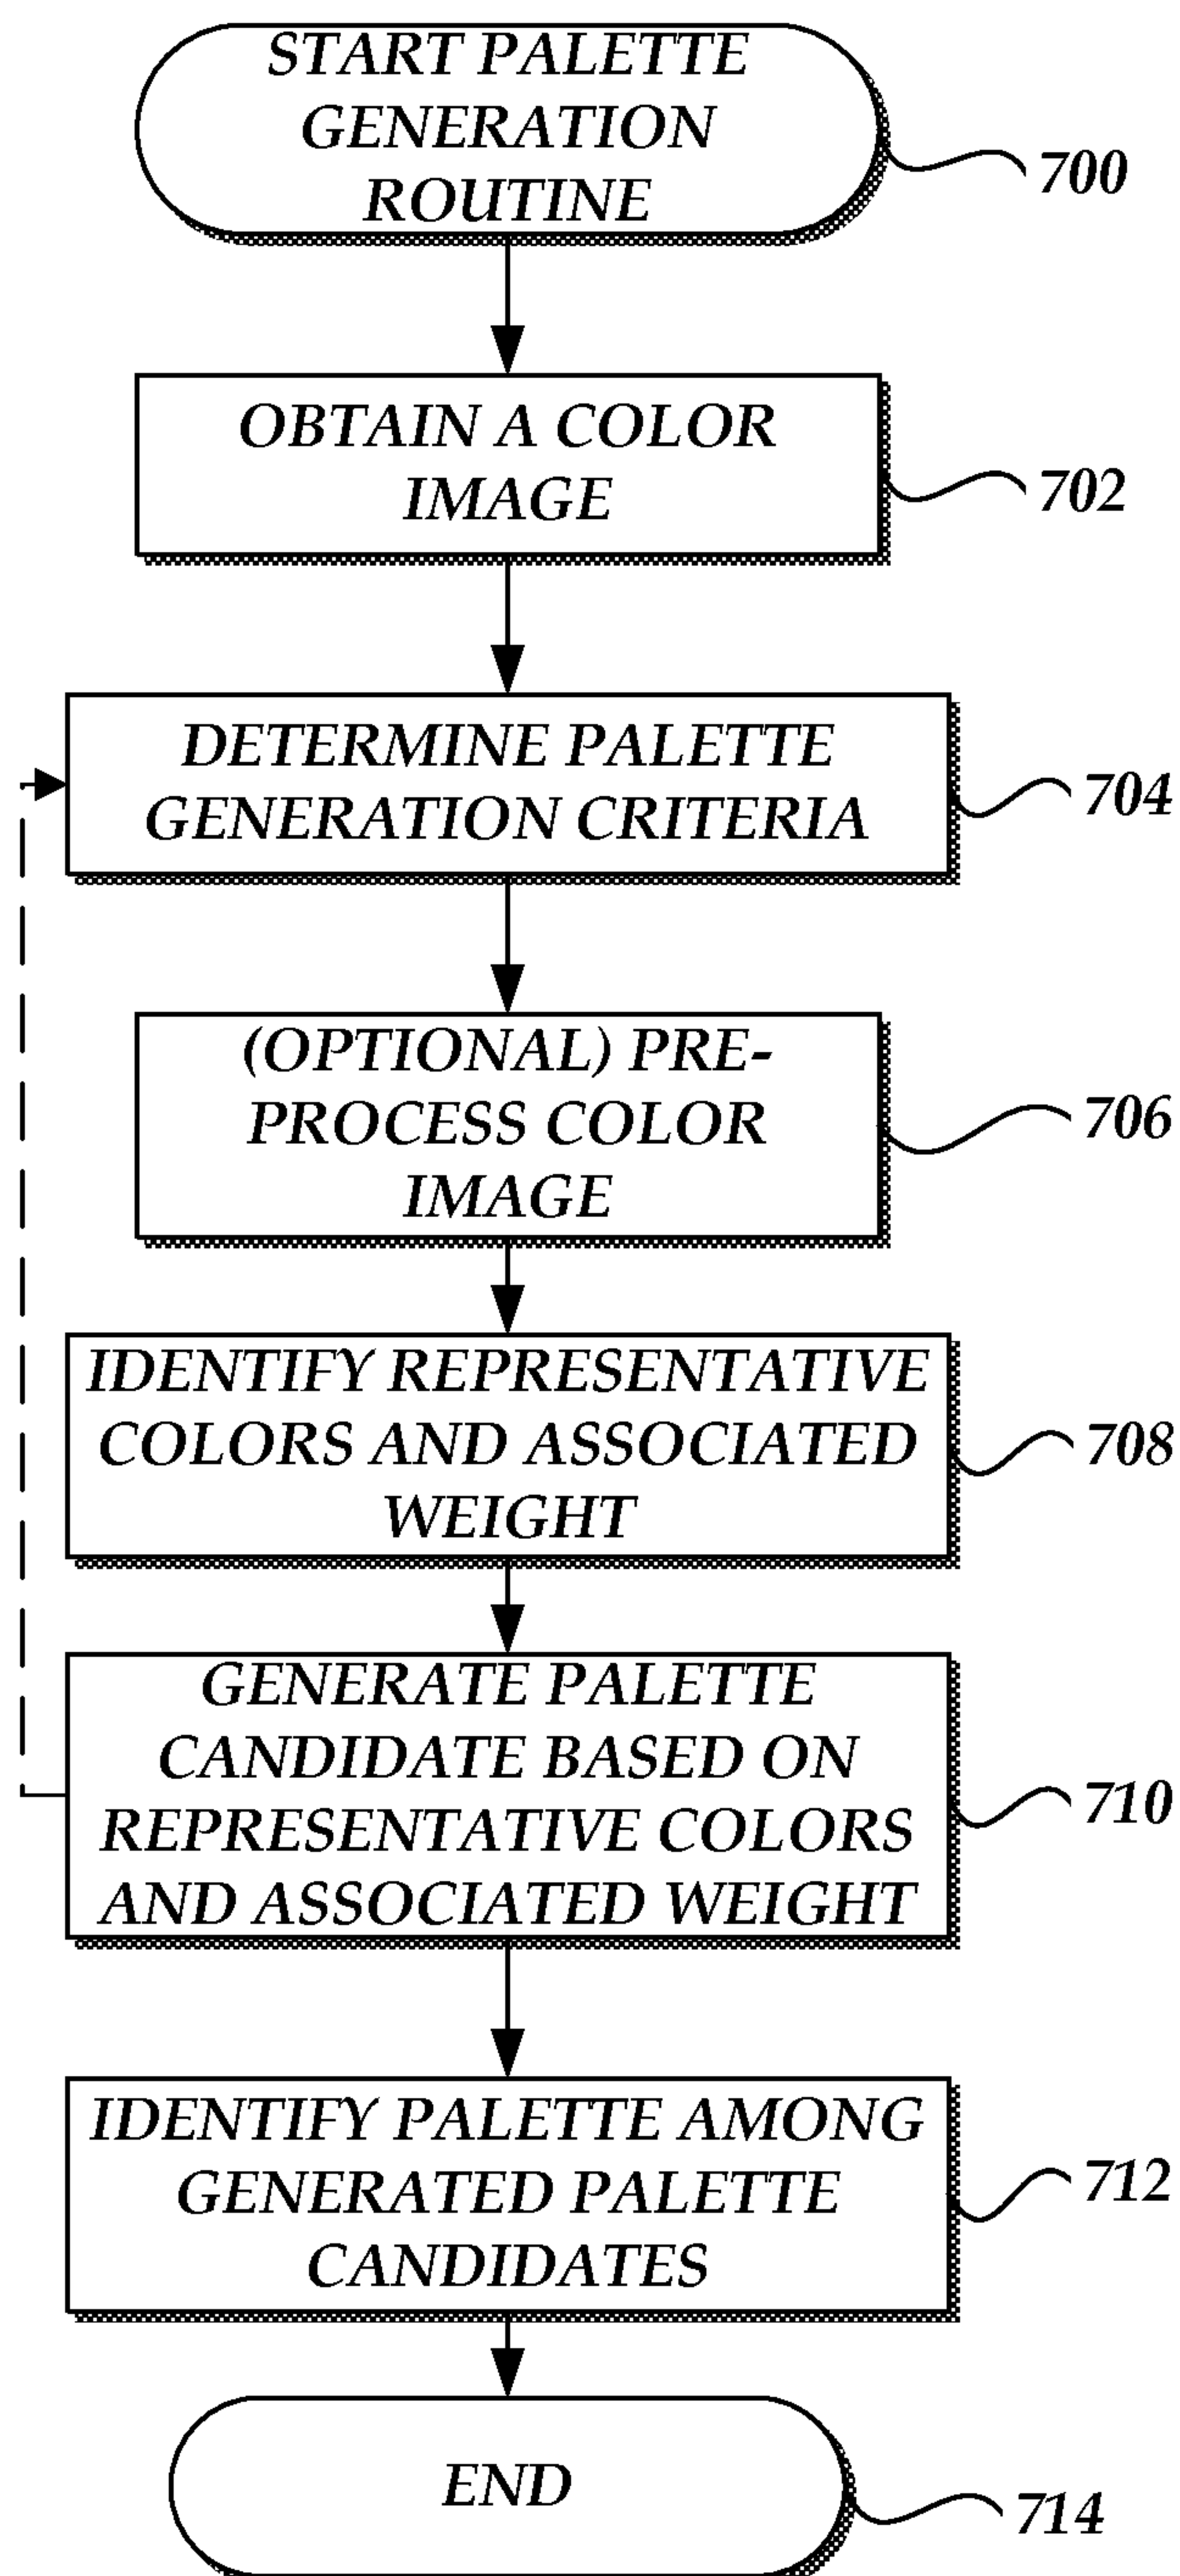 START PALETTE
GENERATION
ROUTINE
700
OBTAIN A COLOR
IMAGE
702
DETERMINE PALETTE
GENERATION CRITERIA
704
(OPTIONAL) PRE-
PROCESS COLOR
IMAGE
706
IDENTIFY REPRESENTATIVE
COLORS AND ASSOCIATED
WEIGHT
708
GENERATE PALETTE
CANDIDATE BASED ON
REPRESENTATIVE COLORS
AND ASSOCIATED WEIGHT
710
IDENTIFY PALETTE AMONG
GENERATED PALETTE
CANDIDATES
712
END
714